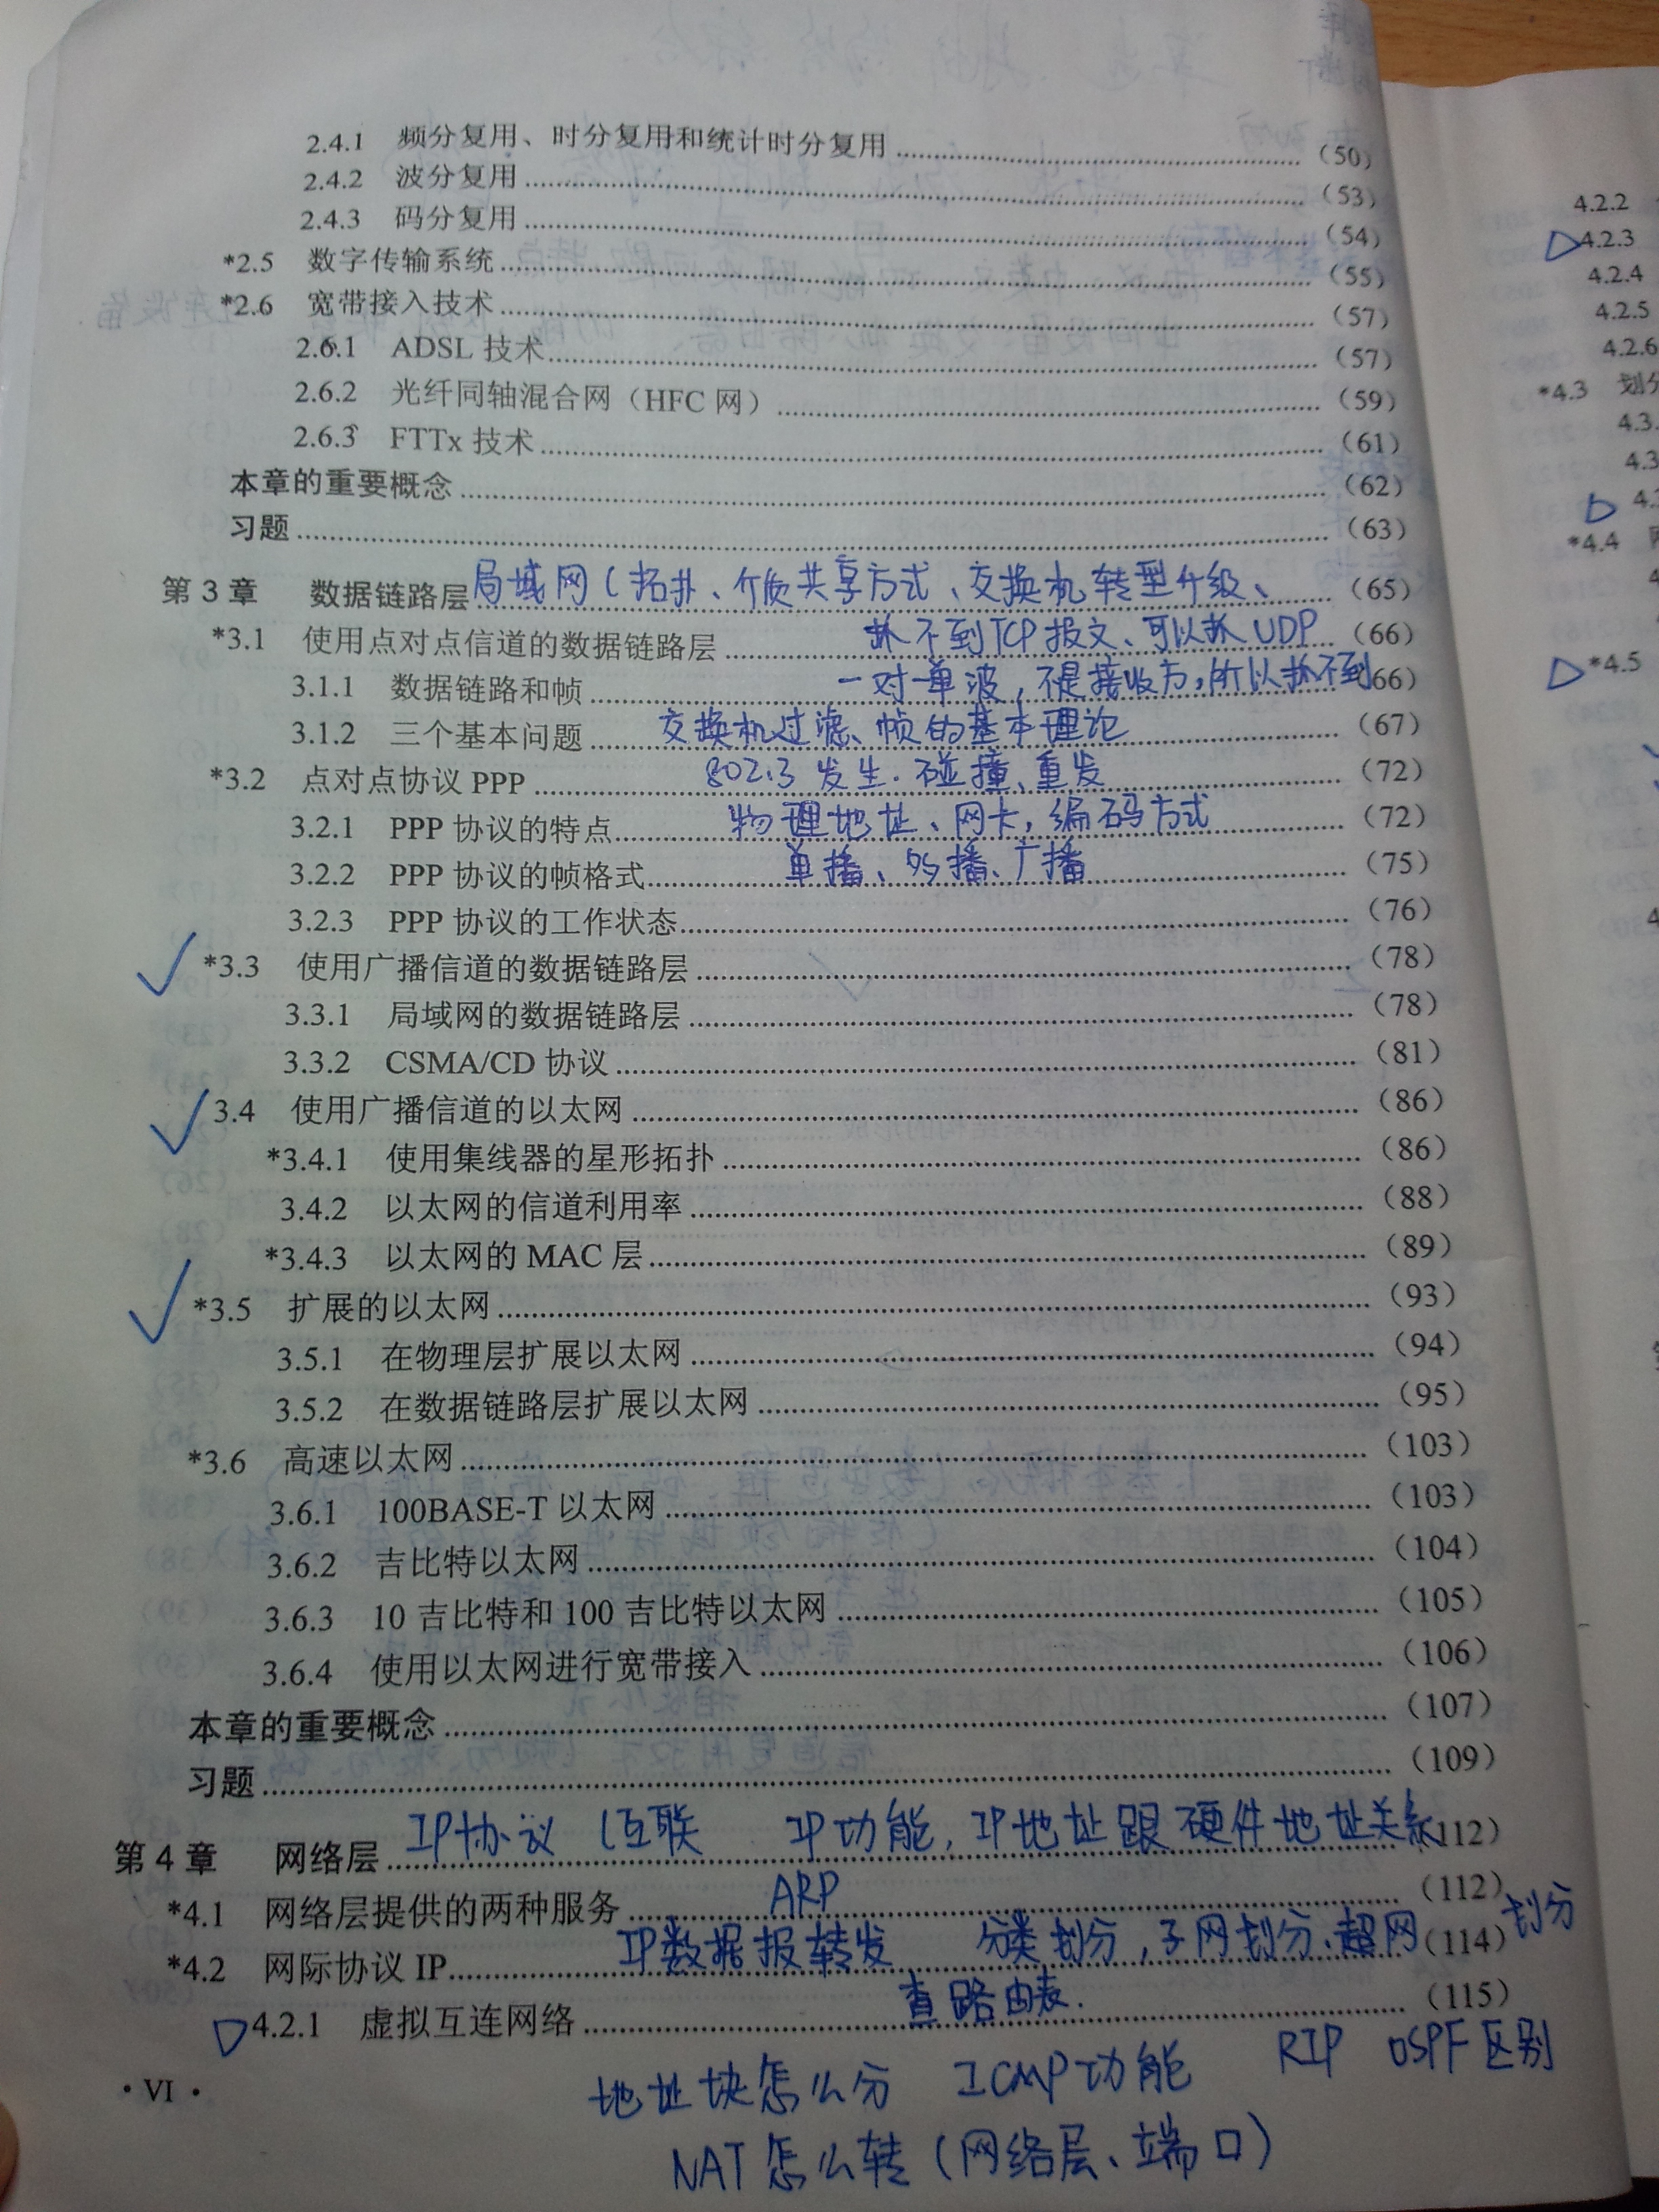 2.4.1 频分复用、时分复用和统计时分复用 (50)
2.4.2 波分复用 (53)
2.4.3 码分复用 (54)
*2.5 数字传输系统 (55)
*2.6 宽带接入技术 (57)
2.6.1 ADSL 技术 (57)
2.6.2 光纤同轴混合网（HFC 网） (59)
2.6.3 FTTx 技术 (61)
本章的重要概念 (62)
习题 (63)
第 3 章 数据链路层 局域网（拓扑、介质共享方式、交换机转型升级、 (65)
*3.1 使用点对点信道的数据链路层 抓不到TCP报文、可以抓UDP (66)
3.1.1 数据链路和帧 一对单波，不是接收方，所以抓不到 (66)
3.1.2 三个基本问题 交换机过滤、帧的基本理论 (67)
*3.2 点对点协议 PPP 802.3 发生.碰撞、重发 (72)
3.2.1 PPP 协议的特点 物理地址、网卡，编码方式 (72)
3.2.2 PPP 协议的帧格式 单播、多播、广播 (75)
3.2.3 PPP 协议的工作状态 (76)
*3.3 使用广播信道的数据链路层 (78)
3.3.1 局域网的数据链路层 (78)
3.3.2 CSMA/CD 协议 (81)
3.4 使用广播信道的以太网 (86)
*3.4.1 使用集线器的星形拓扑 (86)
3.4.2 以太网的信道利用率 (88)
*3.4.3 以太网的 MAC 层 (89)
*3.5 扩展的以太网 (93)
3.5.1 在物理层扩展以太网 (94)
3.5.2 在数据链路层扩展以太网 (95)
*3.6 高速以太网 (103)
3.6.1 100BASE-T 以太网 (103)
3.6.2 吉比特以太网 (104)
3.6.3 10 吉比特和 100 吉比特以太网 (105)
3.6.4 使用以太网进行宽带接入 (106)
本章的重要概念 (107)
习题 (109)
第 4 章 网络层 IP协议（互联 IP功能，IP地址跟硬件地址关系 (112)
*4.1 网络层提供的两种服务 ARP (112)
*4.2 网际协议 IP IP数据报转发 分类划分，子网划分、超网 (114) 划分
4.2.1 虚拟互连网络 查路由表. (115)
地址块怎么分 ICMP功能 RIP OSPF区别
NAT怎么转（网络层、端口）
· VI ·
4.2.2
4.2.3
4.2.4
4.2.5
4.2.6
*4.3 划分
4.3.
4.3
*4.4
*4.5